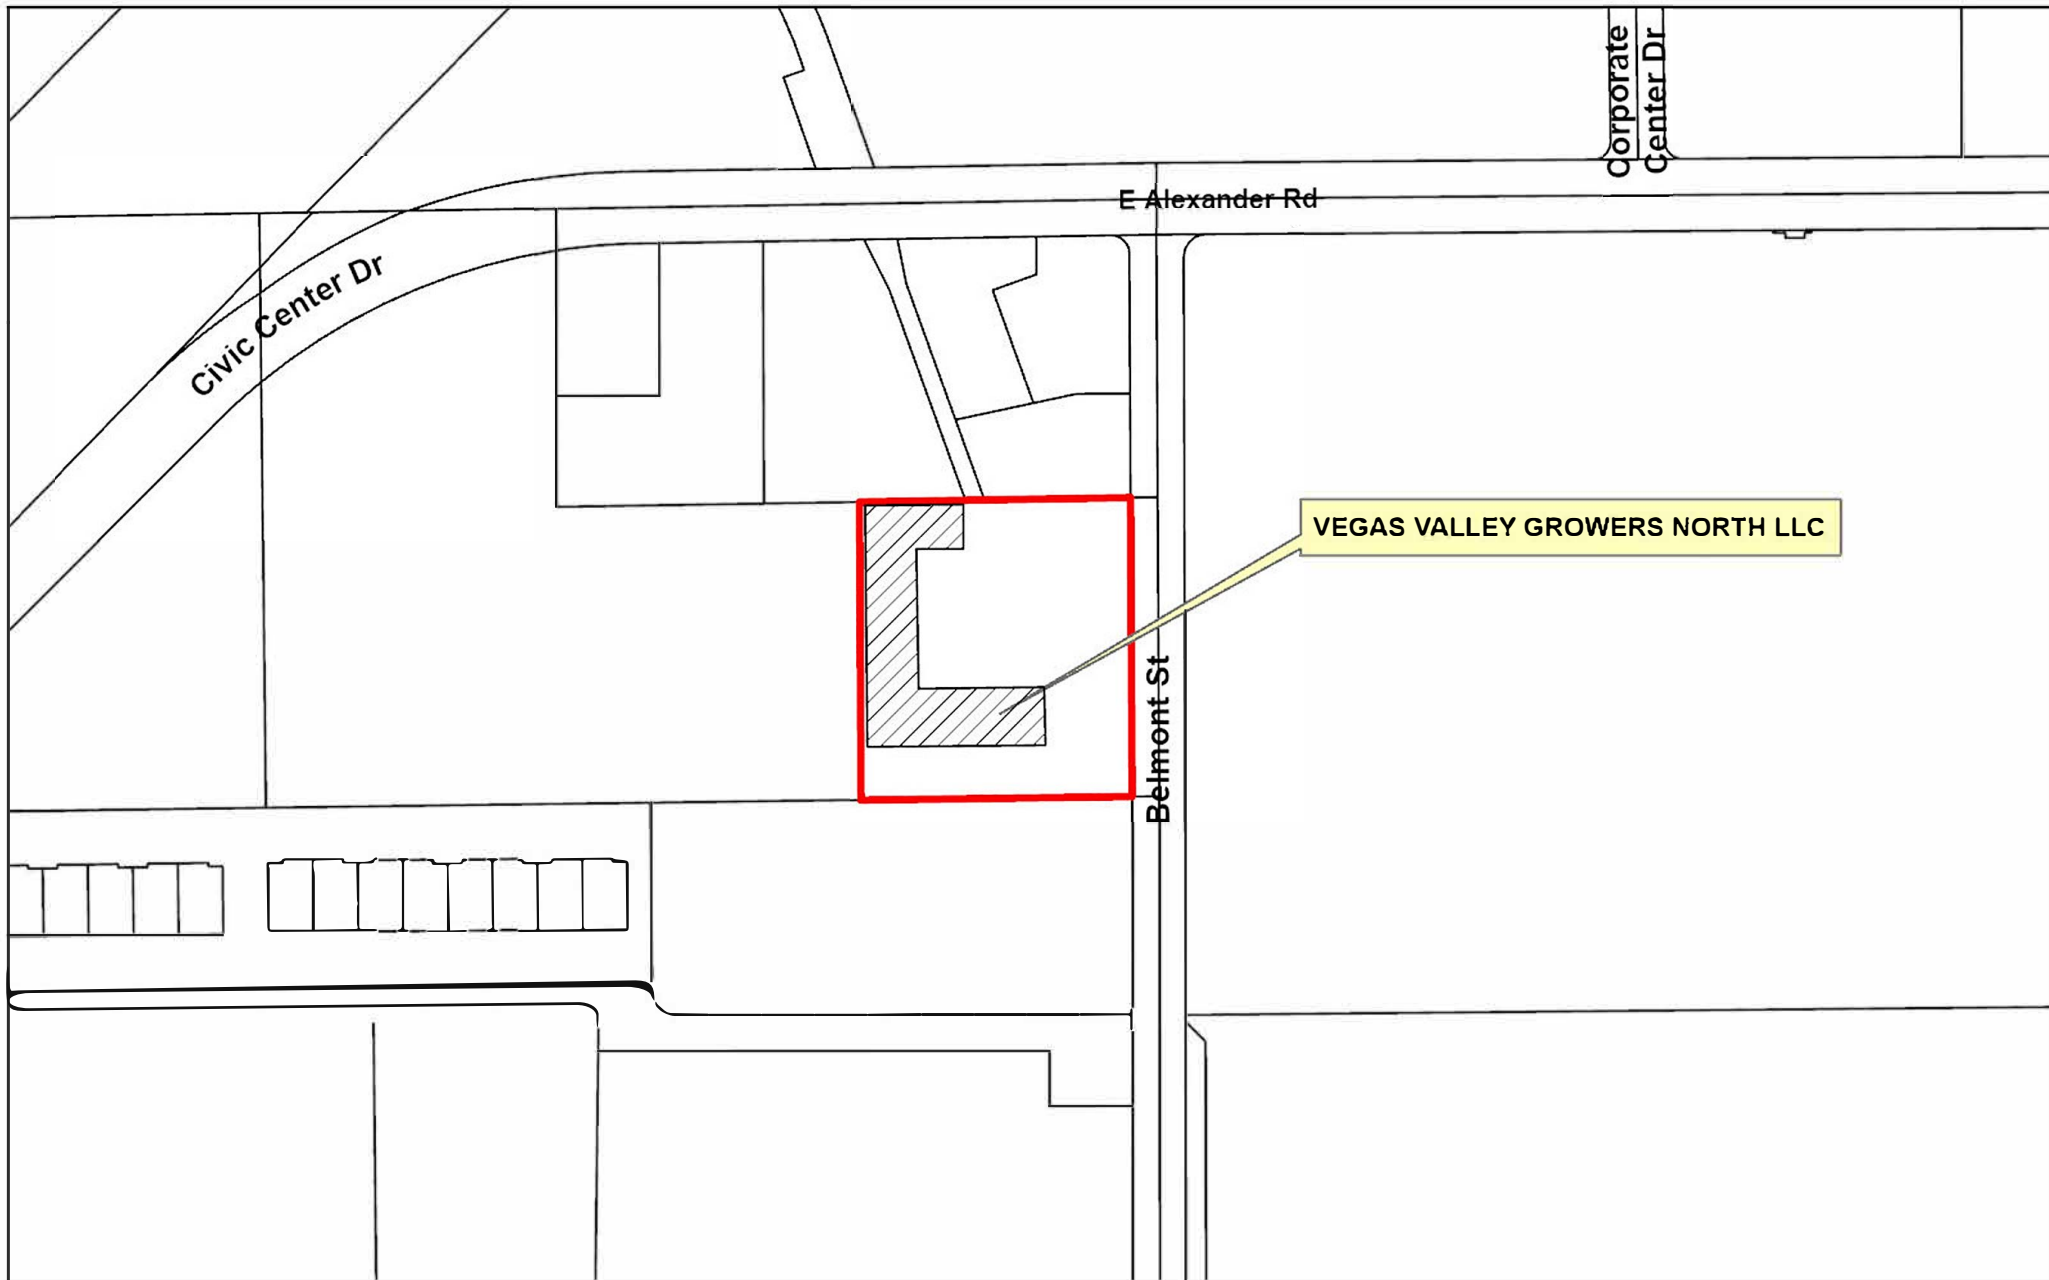 Corporate
Center Dr
E Alexander Rd
Civic Center Dr
VEGAS VALLEY GROWERS NORTH LLC
Belmont St